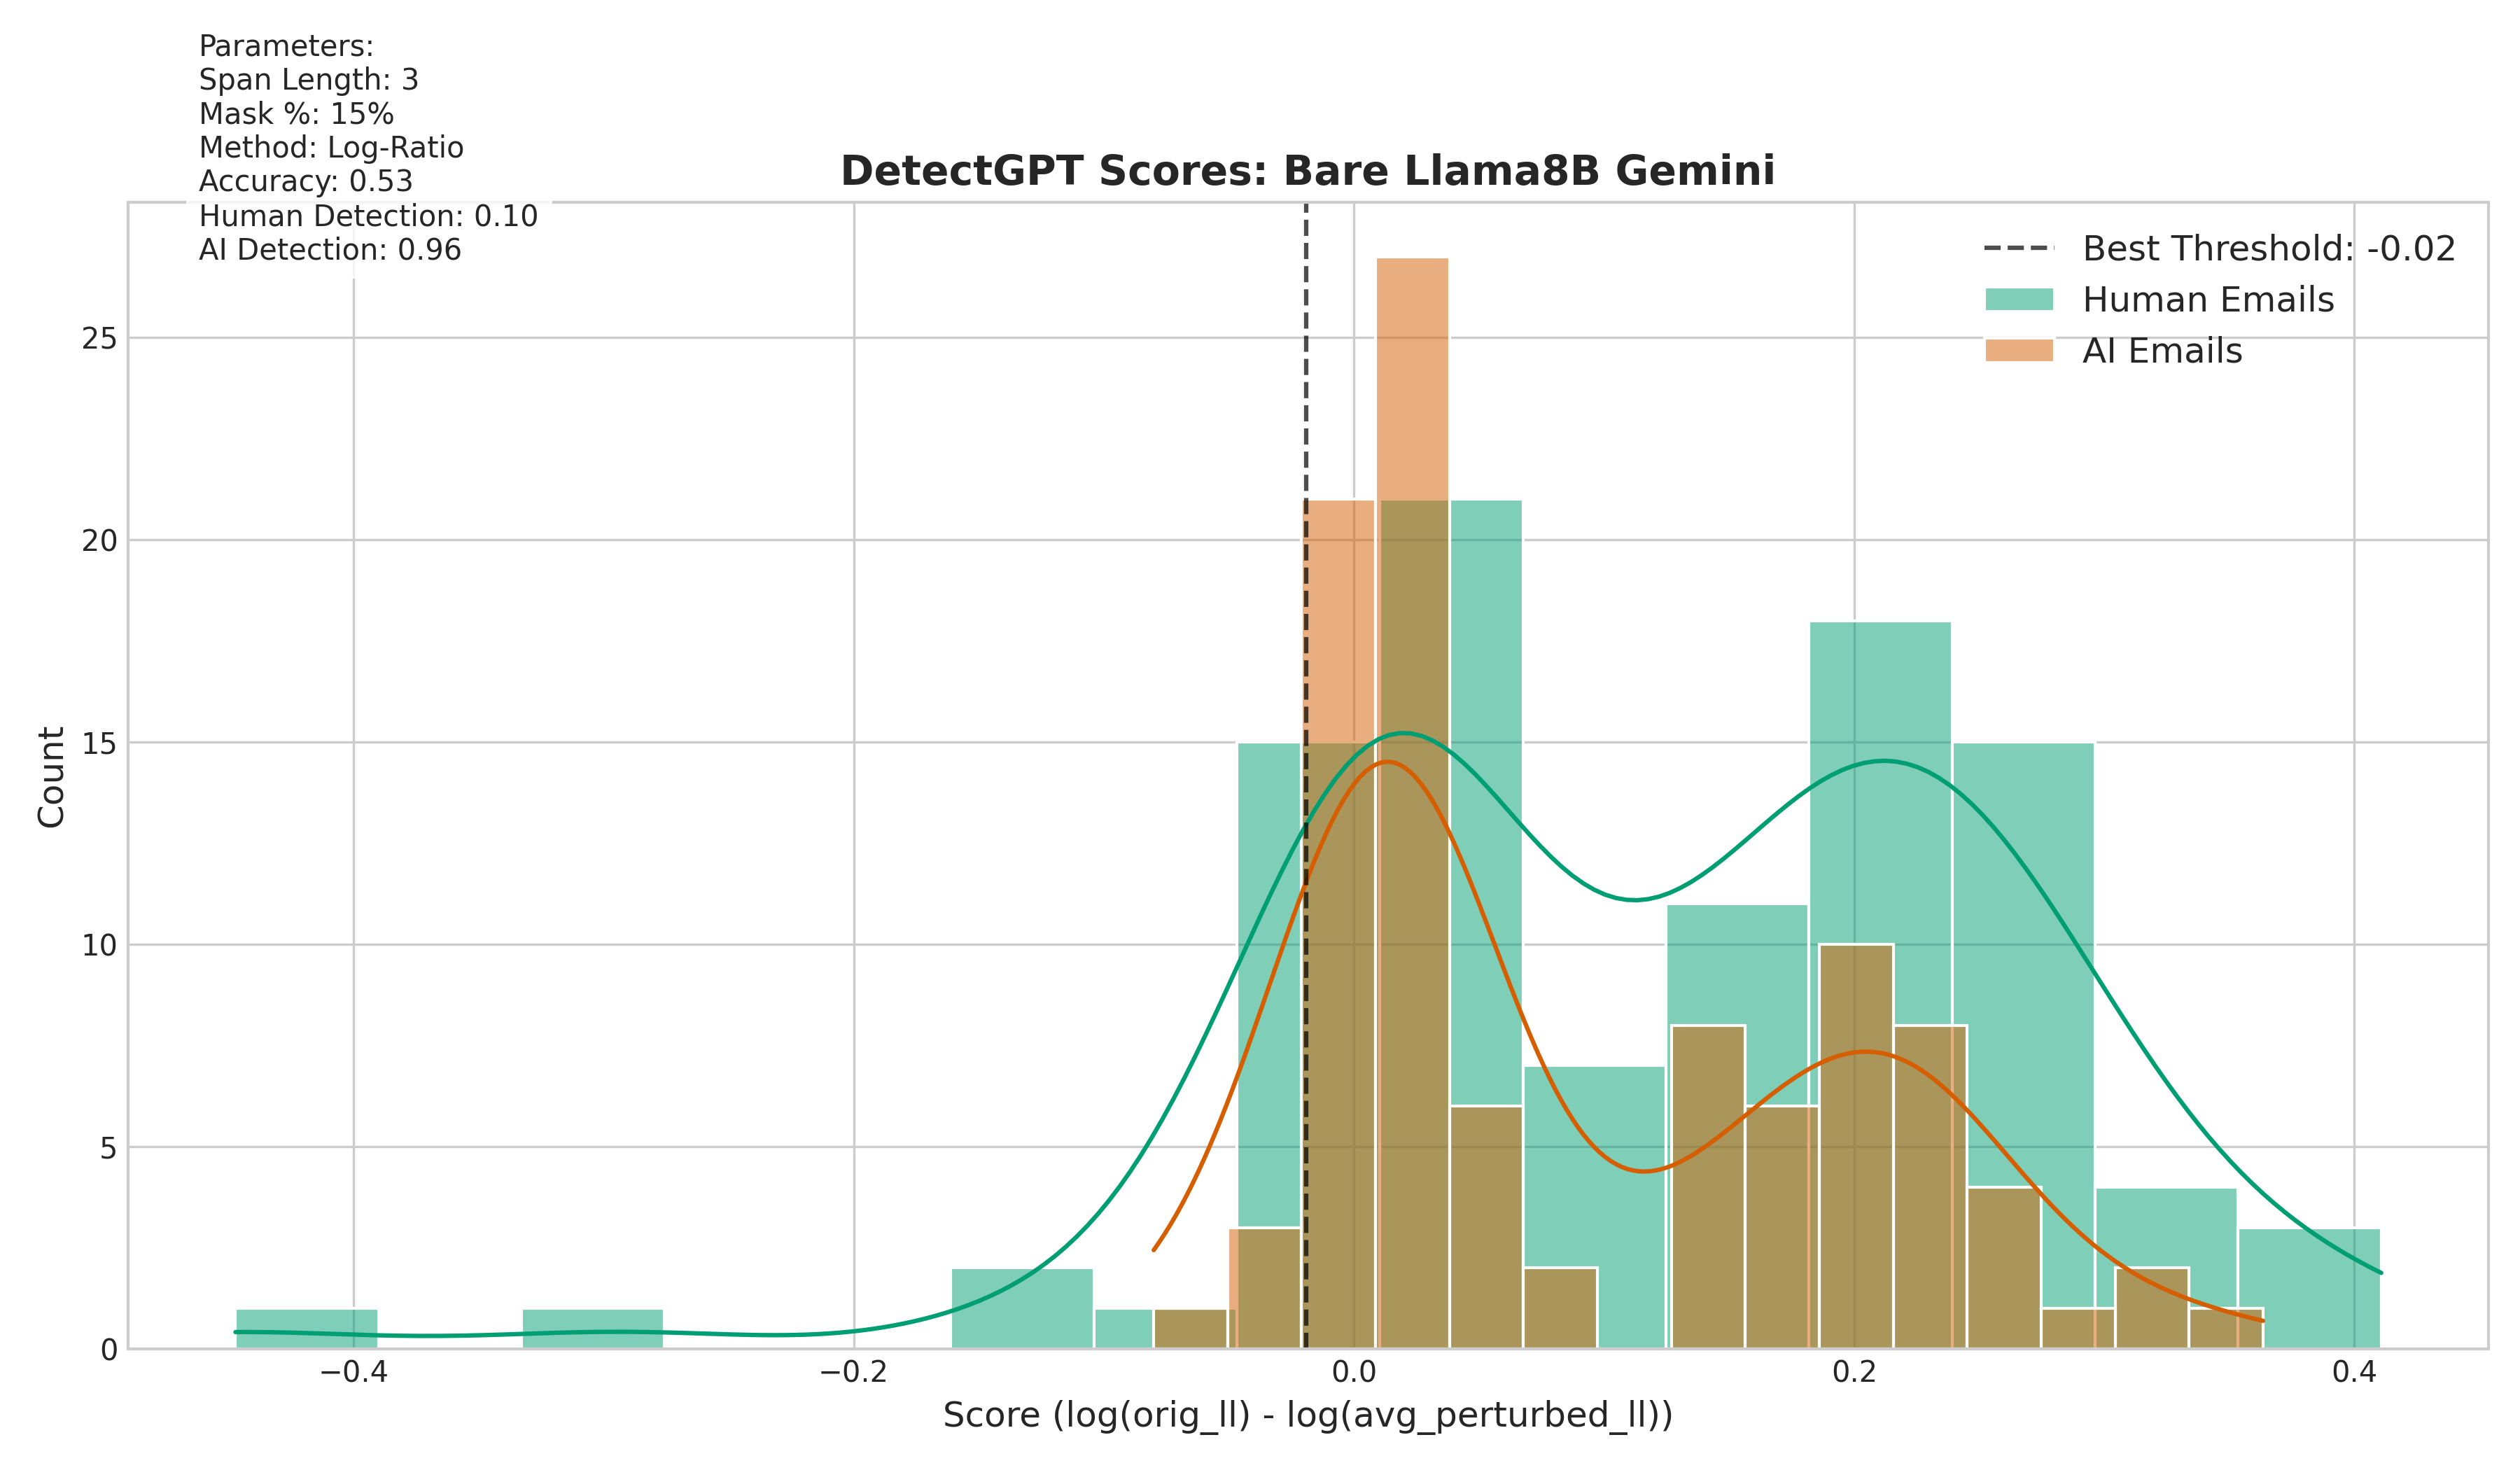 Parameters:
Span Length: 3
Mask %: 15%
Method: Log-Ratio
Accuracy: 0.53
Human Detection: 0.10
AI Detection: 0.96
DetectGPT Scores: Bare Llama8B Gemini
Best Threshold: -0.02
Human Emails
AI Emails
Count
25
20
15
10
5
0
−0.4
−0.2
0.0
0.2
0.4
Score (log(orig_ll) - log(avg_perturbed_ll))